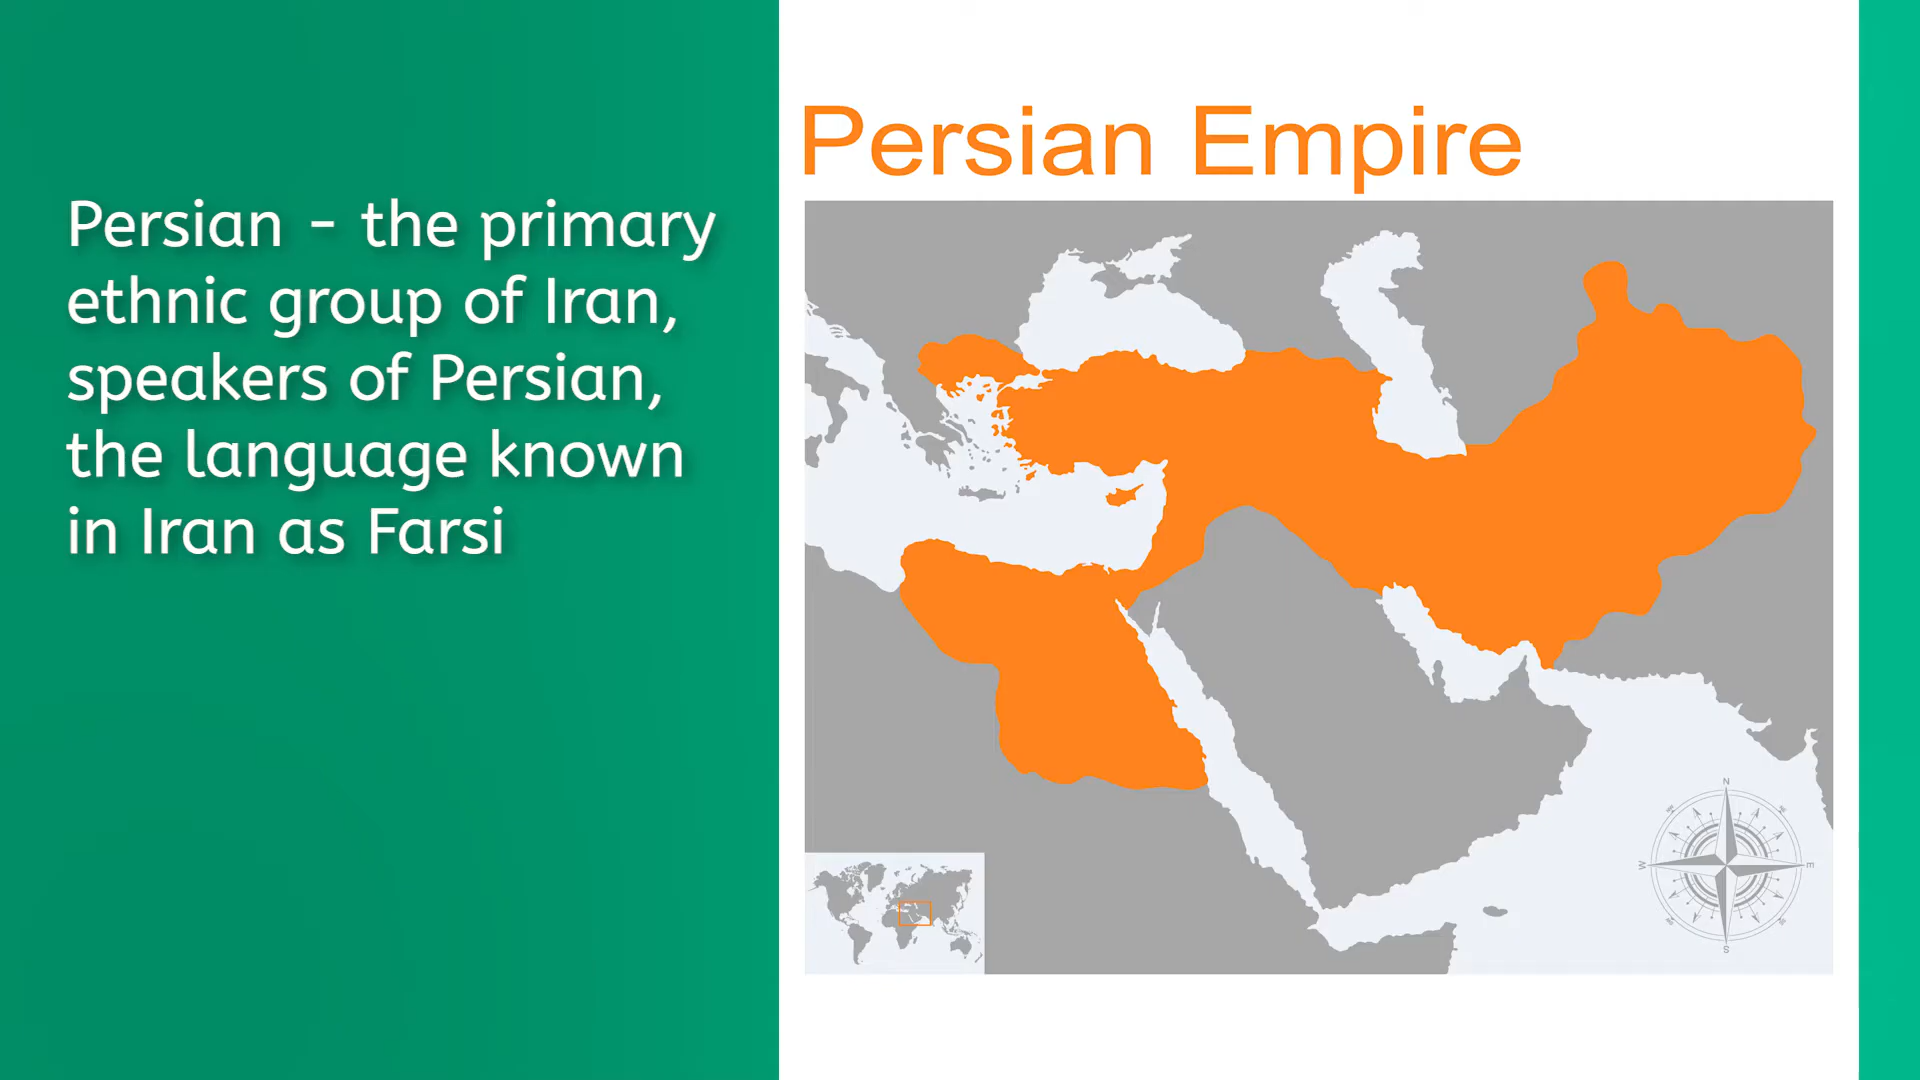 Persian - the primary
ethnic group of Iran,
speakers of Persian,
the language known
in Iran as Farsi
Persian Empire
N
W
E
S